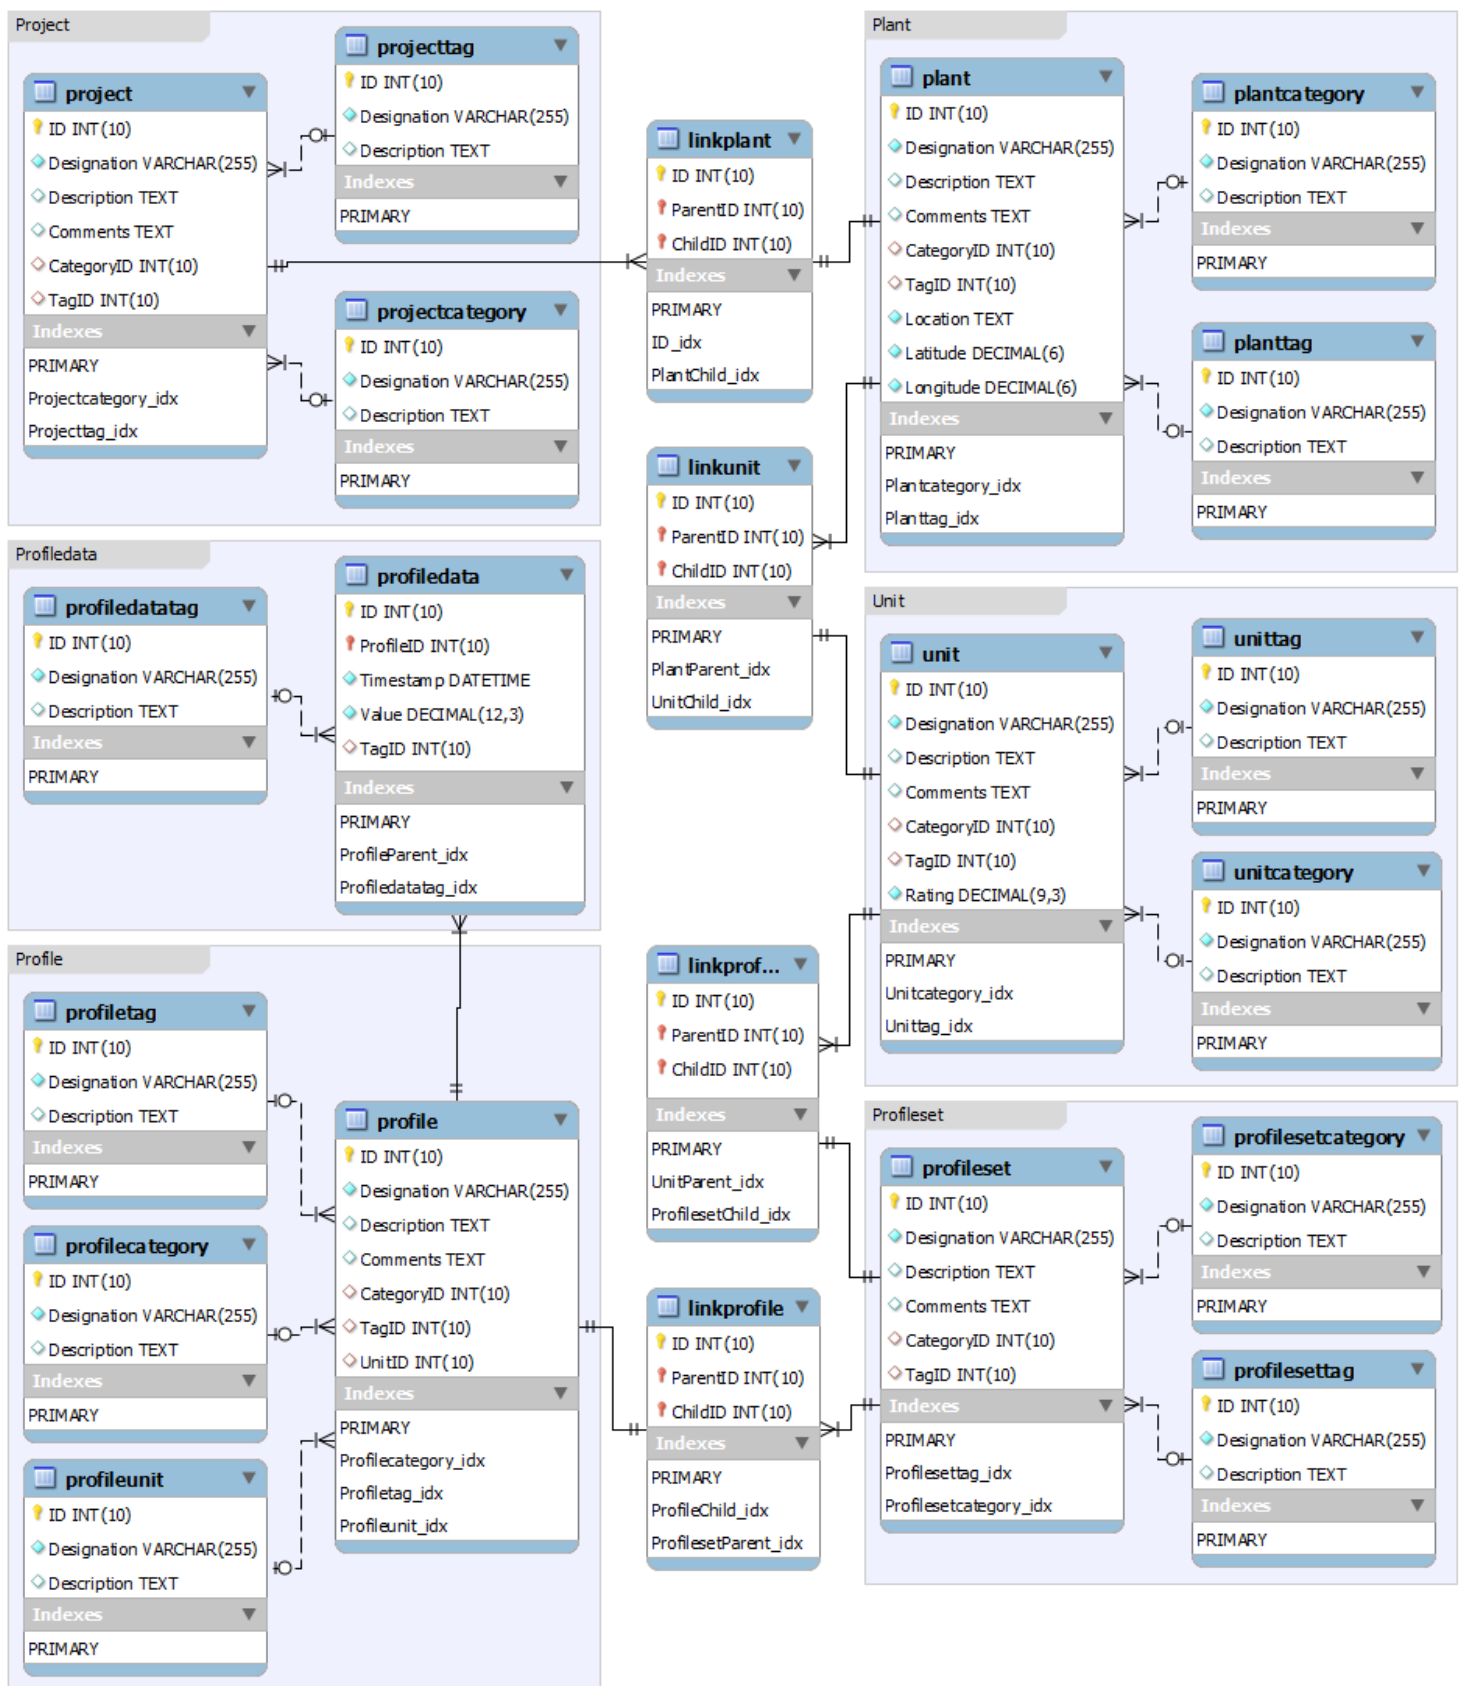 Project
project
ID INT(10)
Designation VARCHAR(255)
Description TEXT
Comments TEXT
CategoryID INT(10)
TagID INT(10)
Indexes
PRIMARY
Projectcategory_idx
Projecttag_idx
projecttag
ID INT(10)
Designation VARCHAR(255)
Description TEXT
Indexes
PRIMARY
projectcategory
ID INT(10)
Designation VARCHAR(255)
Description TEXT
Indexes
PRIMARY
Profiledata
profiledatatag
ID INT(10)
Designation VARCHAR(255)
Description TEXT
Indexes
PRIMARY
profiledata
ID INT(10)
ProfileID INT(10)
Timestamp DATETIME
Value DECIMAL(12,3)
TagID INT(10)
Indexes
PRIMARY
ProfileParent_idx
Profiledatatag_idx
Profile
profiletag
ID INT(10)
Designation VARCHAR(255)
Description TEXT
Indexes
PRIMARY
profilecategory
ID INT(10)
Designation VARCHAR(255)
Description TEXT
Indexes
PRIMARY
profileunit
ID INT(10)
Designation VARCHAR(255)
Description TEXT
Indexes
PRIMARY
profile
ID INT(10)
Designation VARCHAR(255)
Description TEXT
Comments TEXT
CategoryID INT(10)
TagID INT(10)
UnitID INT(10)
Indexes
PRIMARY
Profilecategory_idx
Profiletag_idx
Profileunit_idx
linkplant
ID INT(10)
ParentID INT(10)
ChildID INT(10)
Indexes
PRIMARY
ID_idx
PlantChild_idx
linkunit
ID INT(10)
ParentID INT(10)
ChildID INT(10)
Indexes
PRIMARY
PlantParent_idx
UnitChild_idx
linkprof...
ID INT(10)
ParentID INT(10)
ChildID INT(10)
Indexes
PRIMARY
UnitParent_idx
ProfilesetChild_idx
linkprofile
ID INT(10)
ParentID INT(10)
ChildID INT(10)
Indexes
PRIMARY
ProfileChild_idx
ProfilesetParent_idx
Plant
plant
ID INT(10)
Designation VARCHAR(255)
Description TEXT
Comments TEXT
CategoryID INT(10)
TagID INT(10)
Location TEXT
Latitude DECIMAL(6)
Longitude DECIMAL(6)
Indexes
PRIMARY
Plantcategory_idx
Planttag_idx
plantcategory
ID INT(10)
Designation VARCHAR(255)
Description TEXT
Indexes
PRIMARY
planttag
ID INT(10)
Designation VARCHAR(255)
Description TEXT
Indexes
PRIMARY
Unit
unit
ID INT(10)
Designation VARCHAR(255)
Description TEXT
Comments TEXT
CategoryID INT(10)
TagID INT(10)
Rating DECIMAL(9,3)
Indexes
PRIMARY
Unitcategory_idx
Unittag_idx
unittag
ID INT(10)
Designation VARCHAR(255)
Description TEXT
Indexes
PRIMARY
unitcategory
ID INT(10)
Designation VARCHAR(255)
Description TEXT
Indexes
PRIMARY
Profileset
profileset
ID INT(10)
Designation VARCHAR(255)
Description TEXT
Comments TEXT
CategoryID INT(10)
TagID INT(10)
Indexes
PRIMARY
Profilesettag_idx
Profilesetcategory_idx
profilesetcategory
ID INT(10)
Designation VARCHAR(255)
Description TEXT
Indexes
PRIMARY
profilesettag
ID INT(10)
Designation VARCHAR(255)
Description TEXT
Indexes
PRIMARY